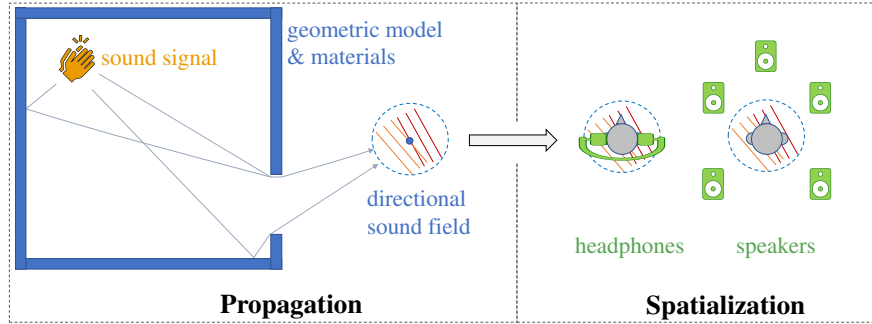 geometric model
& materials
sound signal
directional
sound field
headphones
speakers
Propagation
Spatialization